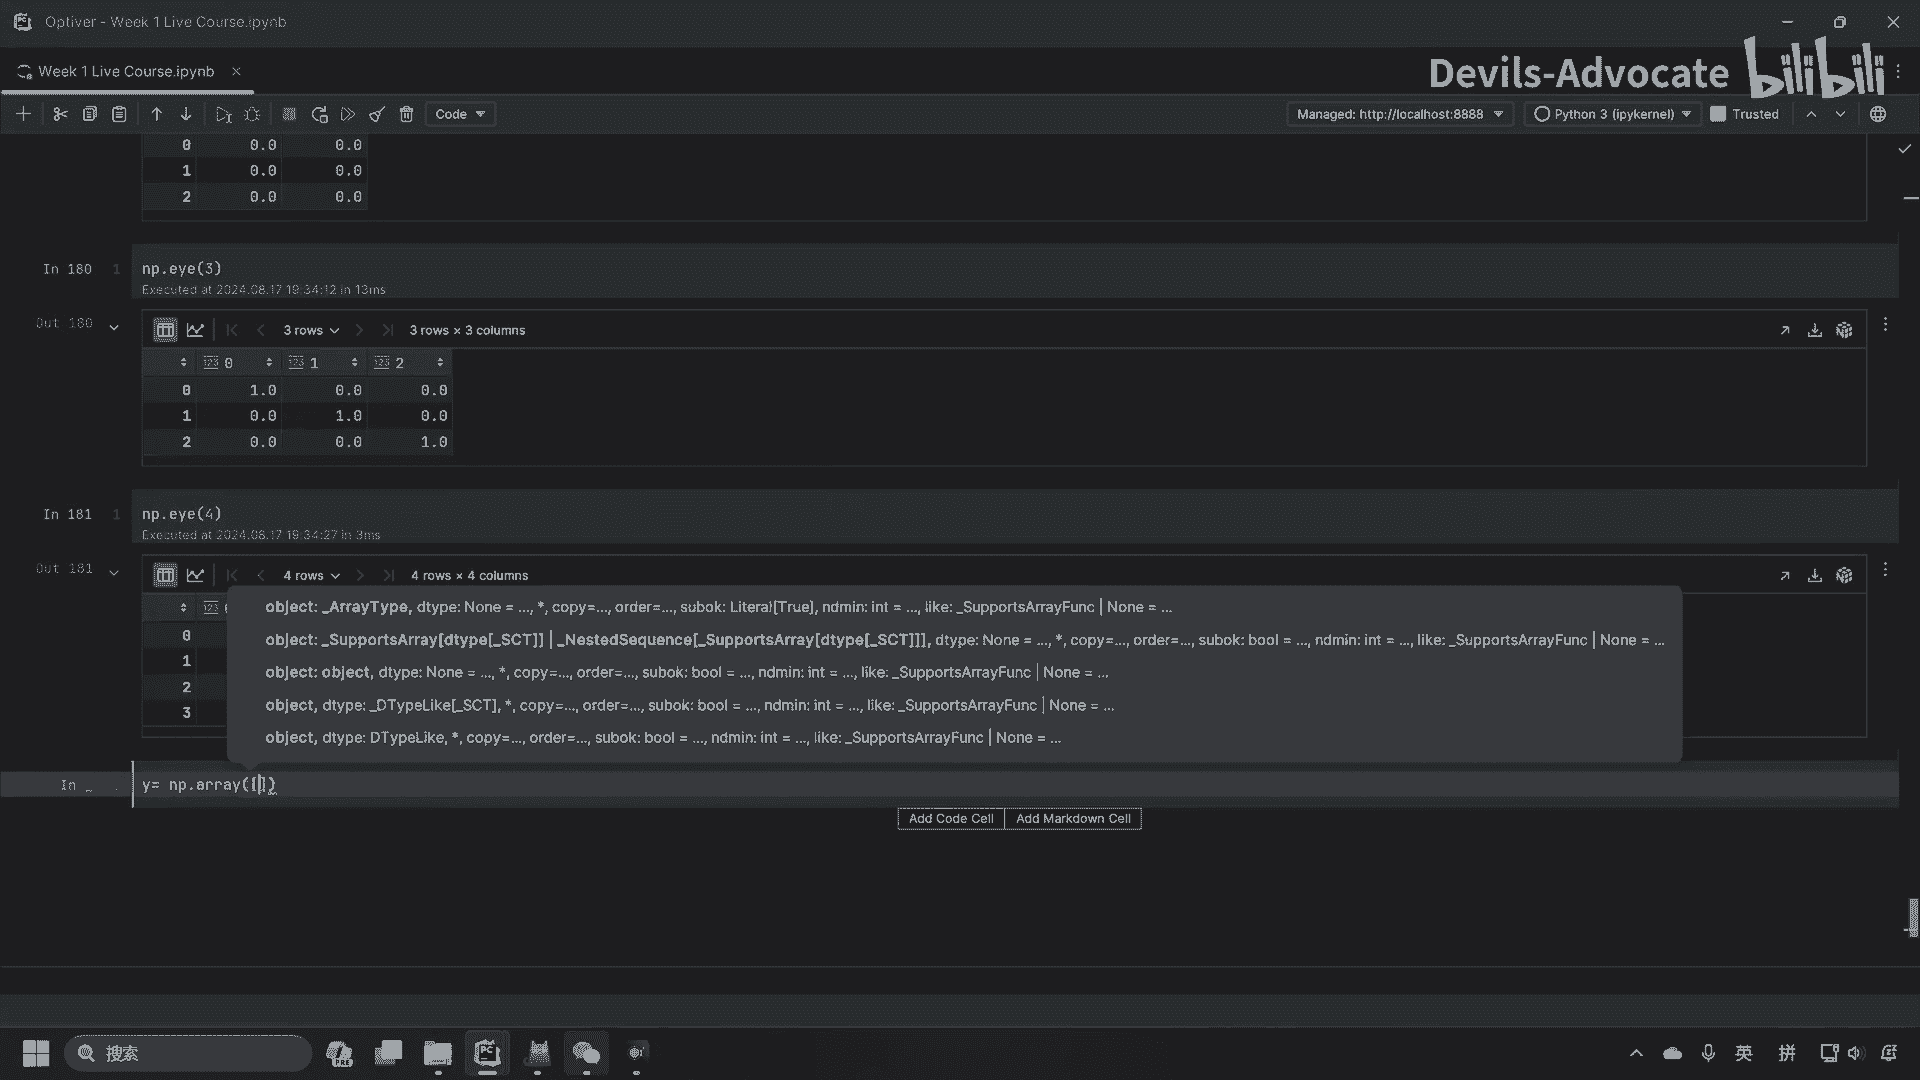 Optiver - Week 1 Live Course.ipynb
Week 1 Live Course.ipynb
Devils-Advocate bilibili
Code
Managed: http://localhost:8888
Python 3 (ipykernel)
Trusted
0 0.0 0.0
1 0.0 0.0
2 0.0 0.0
In 180 1 np.eye(3)
Executed at 2024.08.17 19:34:12 in 13ms
Out 180 3 rows 3 rows × 3 columns
123 0 123 1 123 2
0 1.0 0.0 0.0
1 0.0 1.0 0.0
2 0.0 0.0 1.0
In 181 1 np.eye(4)
Executed at 2024.08.17 19:34:27 in 3ms
Out 181 4 rows 4 rows × 4 columns
123
object: _ArrayType, dtype: None = ..., *, copy=..., order=..., subok: Literal[True], ndmin: int = ..., like: _SupportsArrayFunc | None = ...
0
object: _SupportsArray[dtype[_SCT]] | _NestedSequence[_SupportsArray[dtype[_SCT]]], dtype: None = ..., *, copy=..., order=..., subok: bool = ..., ndmin: int = ..., like: _SupportsArrayFunc | None = ...
1
object: object, dtype: None = ..., *, copy=..., order=..., subok: bool = ..., ndmin: int = ..., like: _SupportsArrayFunc | None = ...
2
object, dtype: _DTypeLike[_SCT], *, copy=..., order=..., subok: bool = ..., ndmin: int = ..., like: _SupportsArrayFunc | None = ...
3
object, dtype: DTypeLike, *, copy=..., order=..., subok: bool = ..., ndmin: int = ..., like: _SupportsArrayFunc | None = ...
In _ y= np.array([])
Add Code Cell Add Markdown Cell
搜索
PRE
PC
英
拼